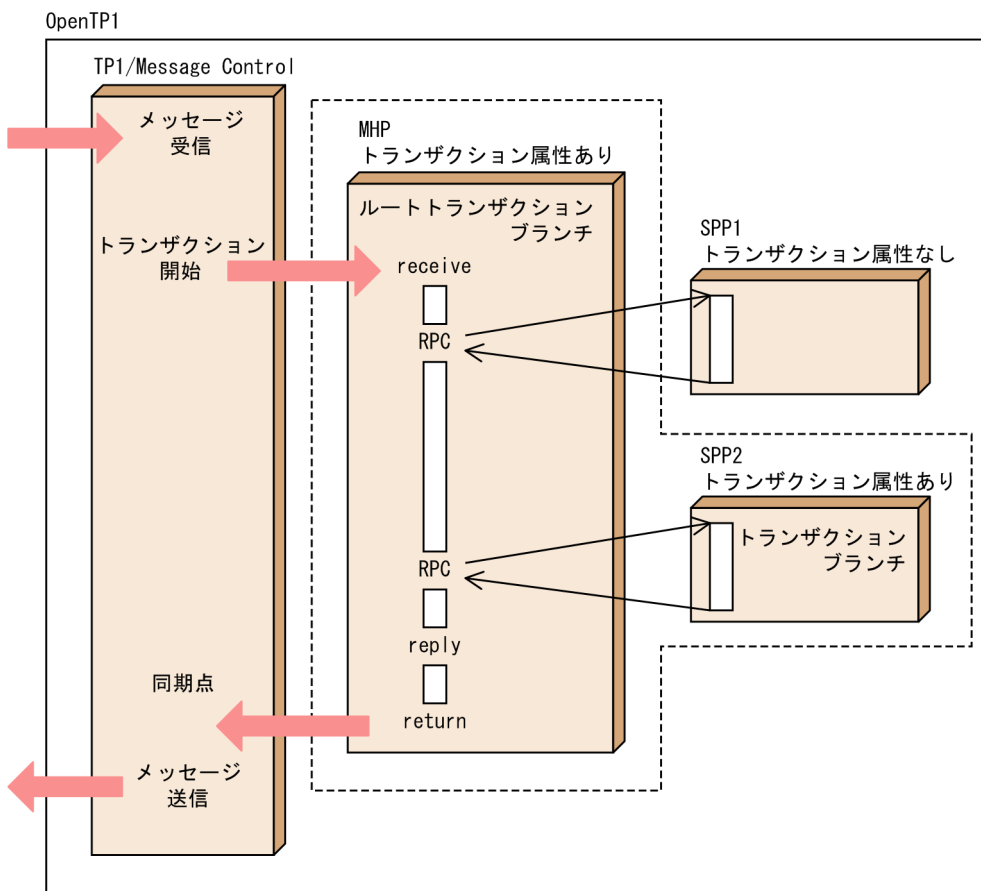 OpenTP1
TP1/Message Control
メッセージ
受信
トランザクション
開始
同期点
メッセージ
送信
MHP
トランザクション属性あり
ルートトランザクション
ブランチ
receive
RPC
RPC
reply
return
SPP1
トランザクション属性なし
SPP2
トランザクション属性あり
トランザクション
ブランチ